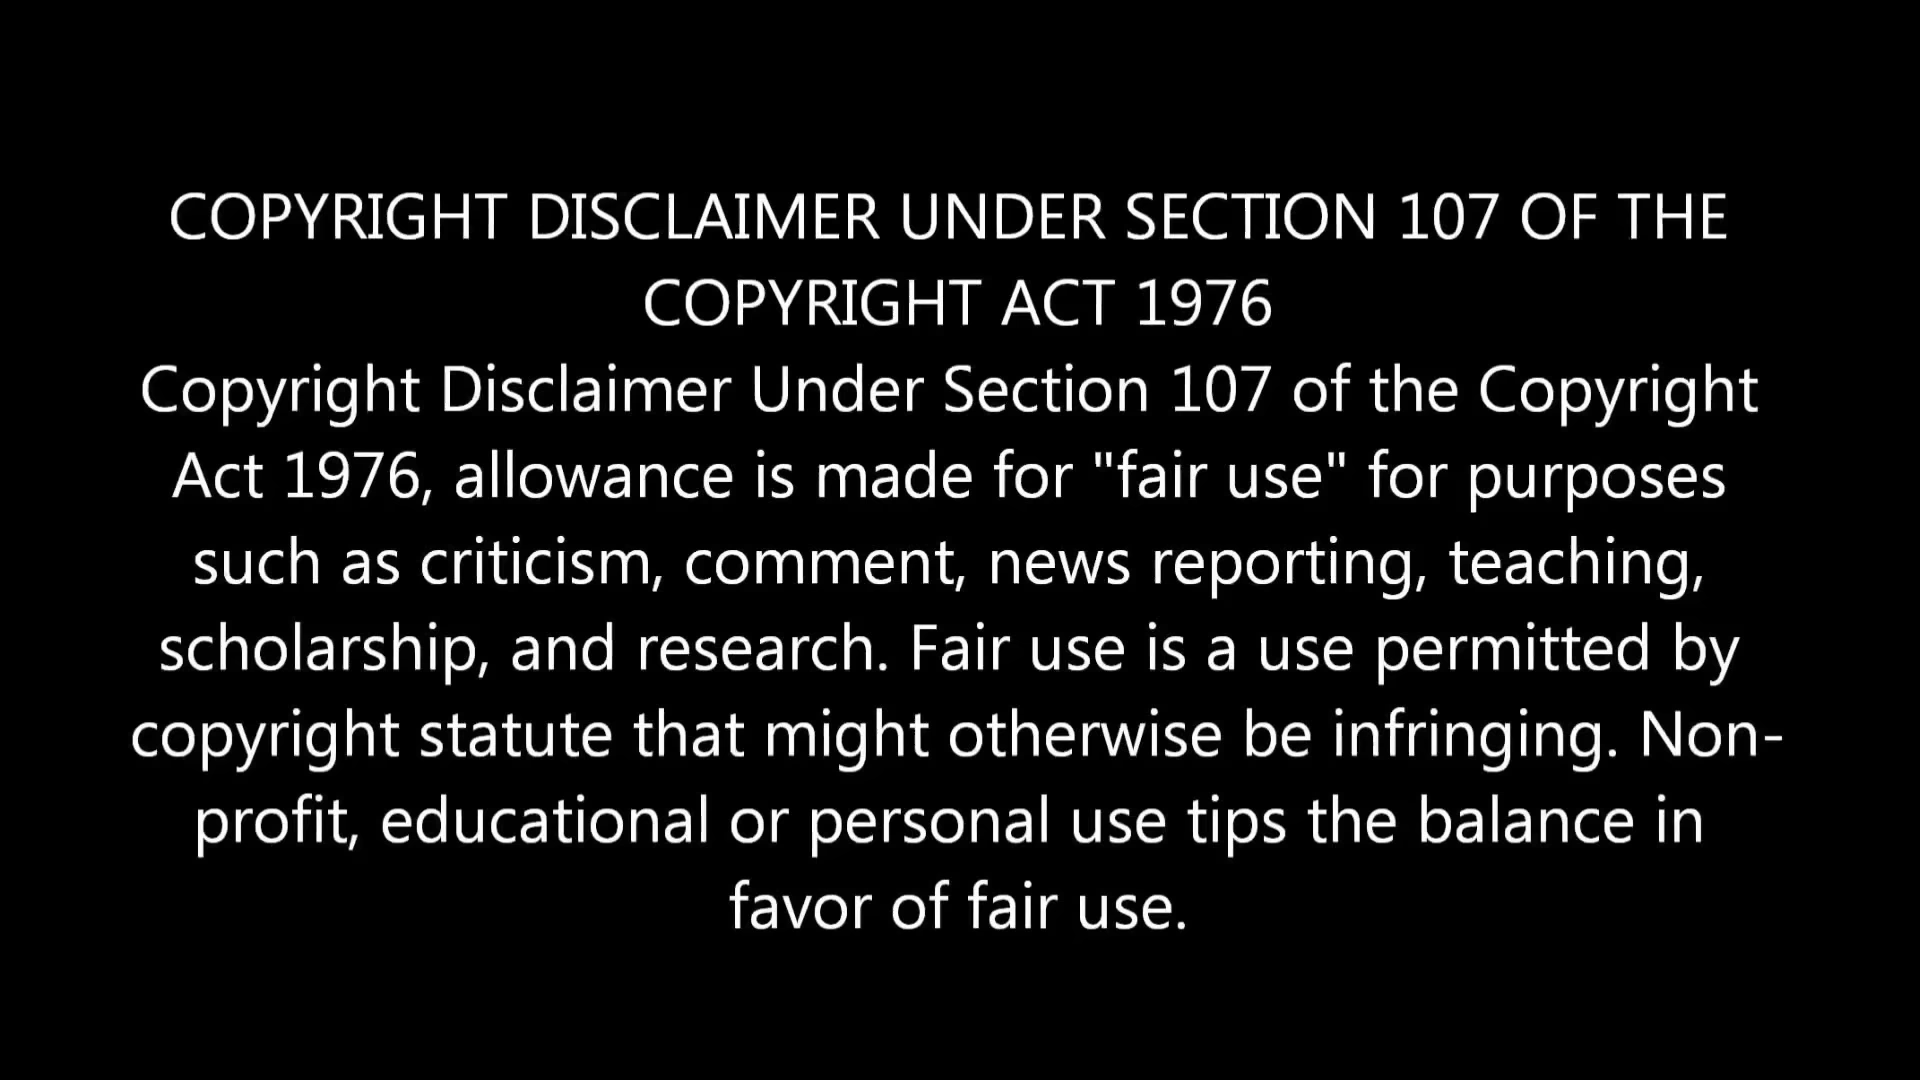 COPYRIGHT DISCLAIMER UNDER SECTION 107 OF THE
COPYRIGHT ACT 1976
Copyright Disclaimer Under Section 107 of the Copyright
Act 1976, allowance is made for "fair use" for purposes
such as criticism, comment, news reporting, teaching,
scholarship, and research. Fair use is a use permitted by
copyright statute that might otherwise be infringing. Non-
profit, educational or personal use tips the balance in
favor of fair use.